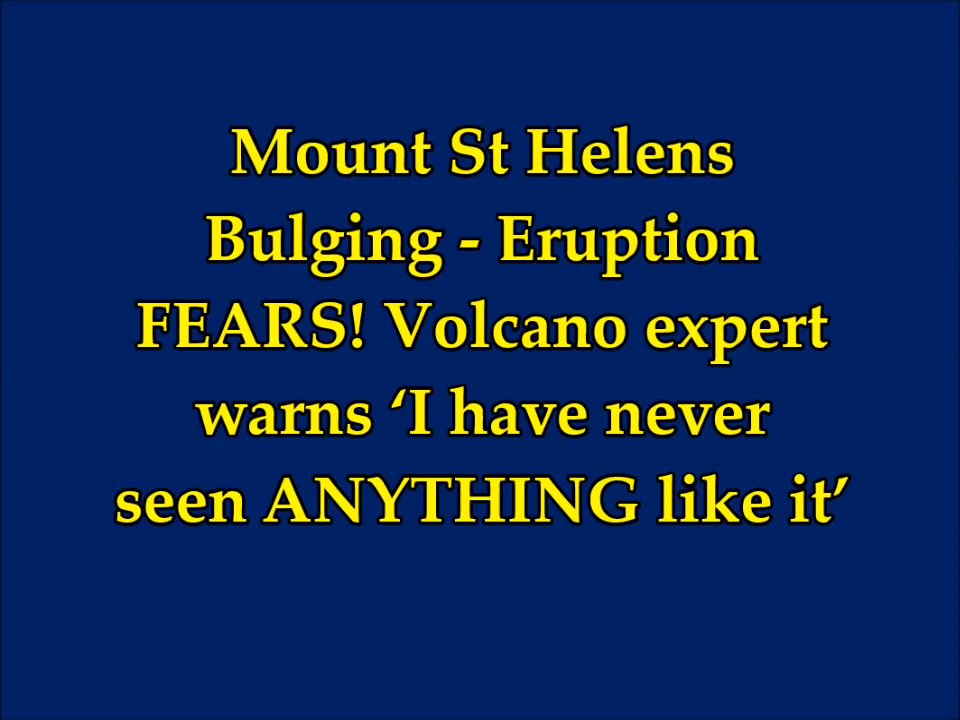 Mount St Helens
Bulging - Eruption
FEARS! Volcano expert
warns ‘I have never
seen ANYTHING like it’